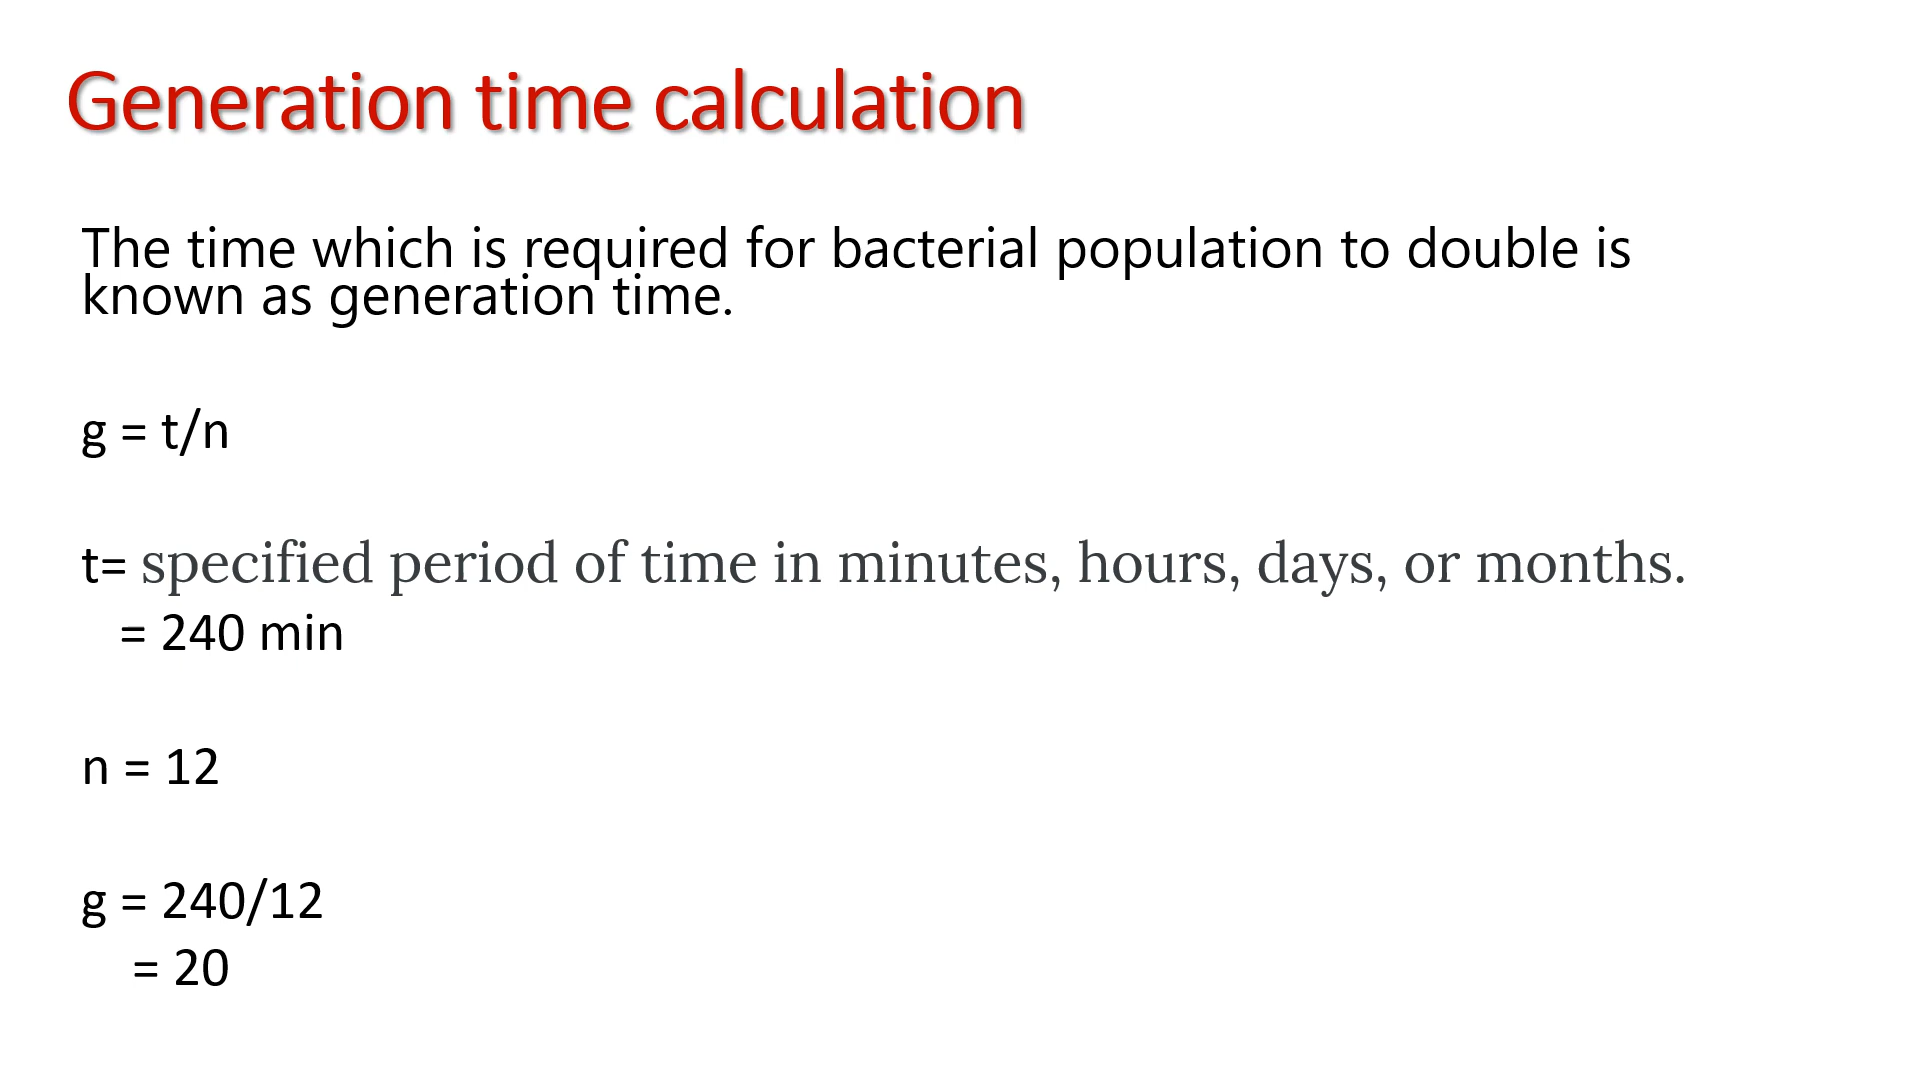 Generation time calculation
The time which is required for bacterial population to double is
known as generation time.
g = t/n
t= specified period of time in minutes, hours, days, or months.
= 240 min
n = 12
g = 240/12
= 20